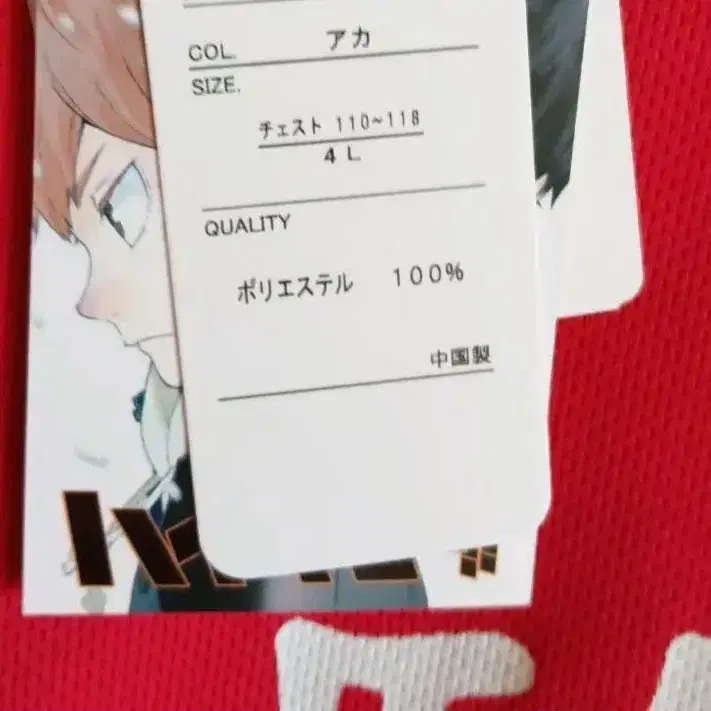 COL. アカ
SIZE.
チェスト 110~118
4L
QUALITY
ポリエステル 100%
中国製